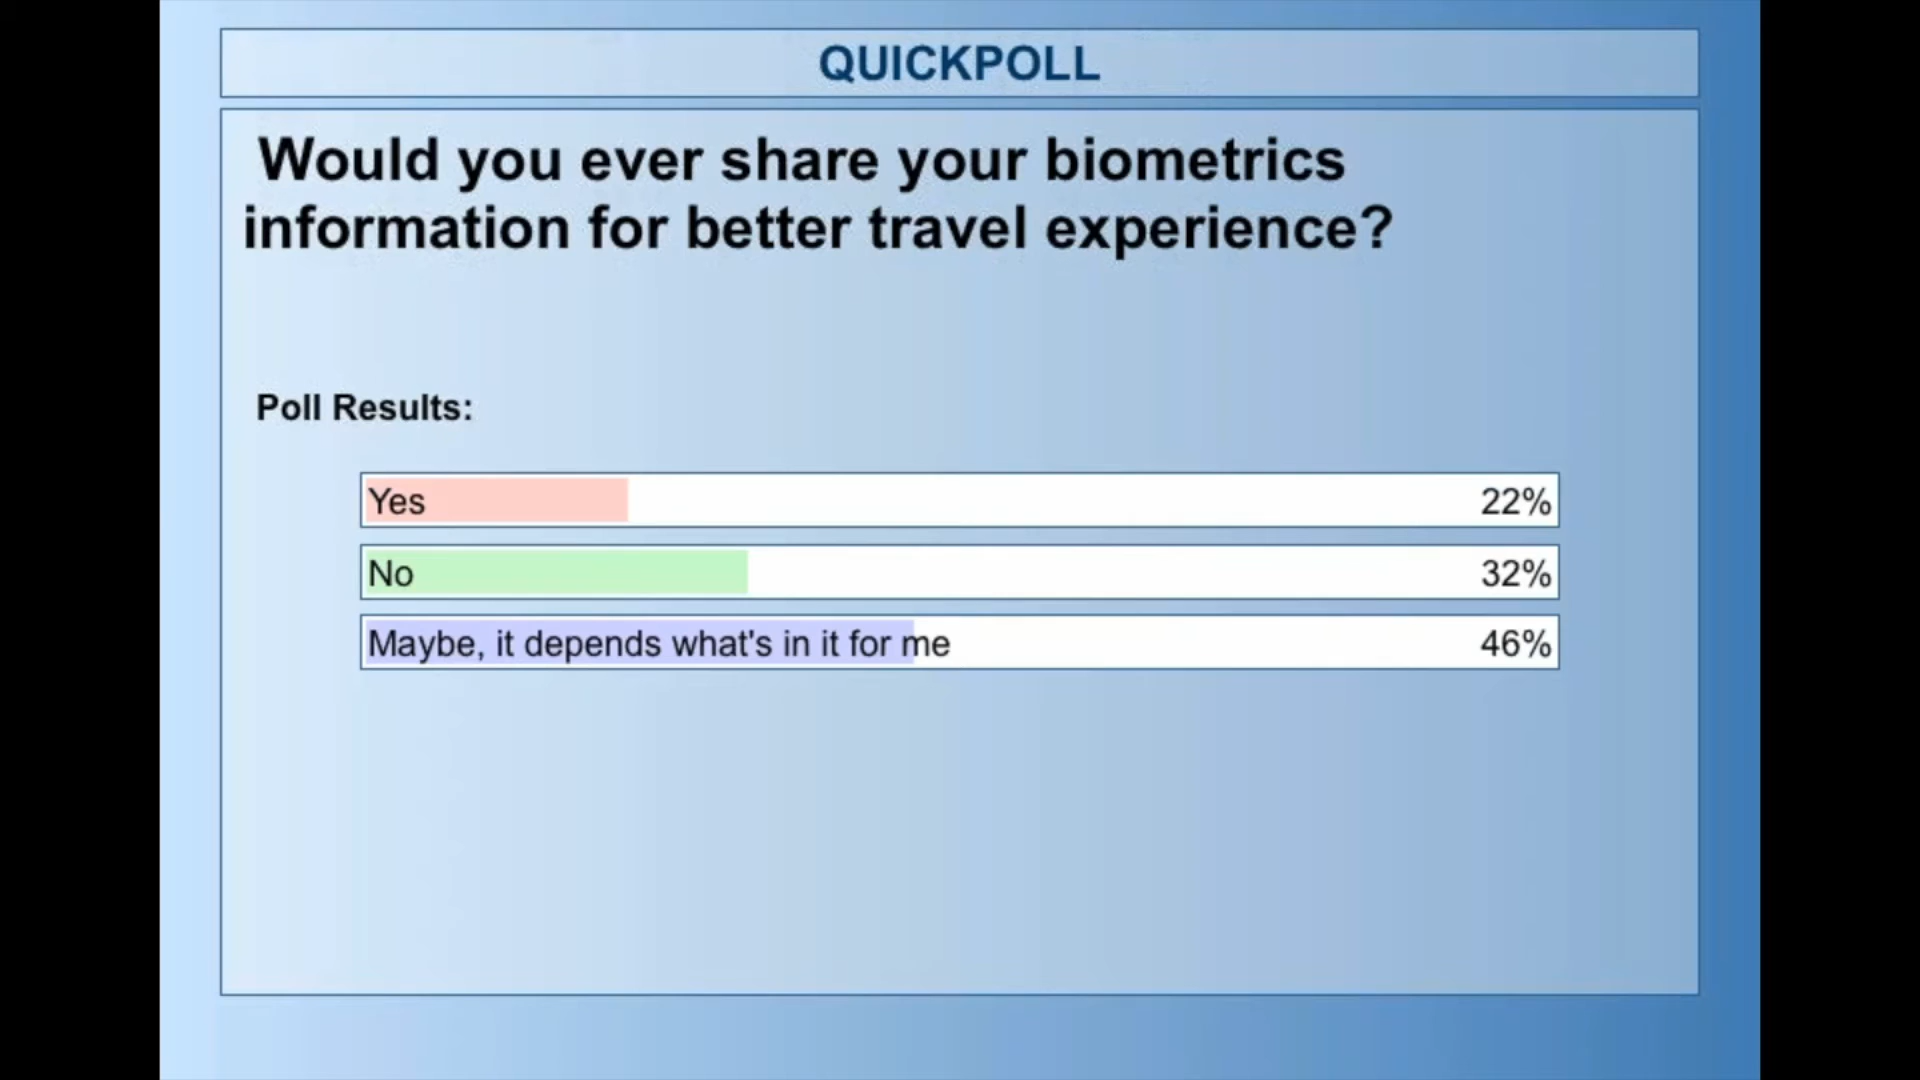 QUICKPOLL
Would you ever share your biometrics
information for better travel experience?
Poll Results:
Yes 22%
No 32%
Maybe, it depends what's in it for me 46%